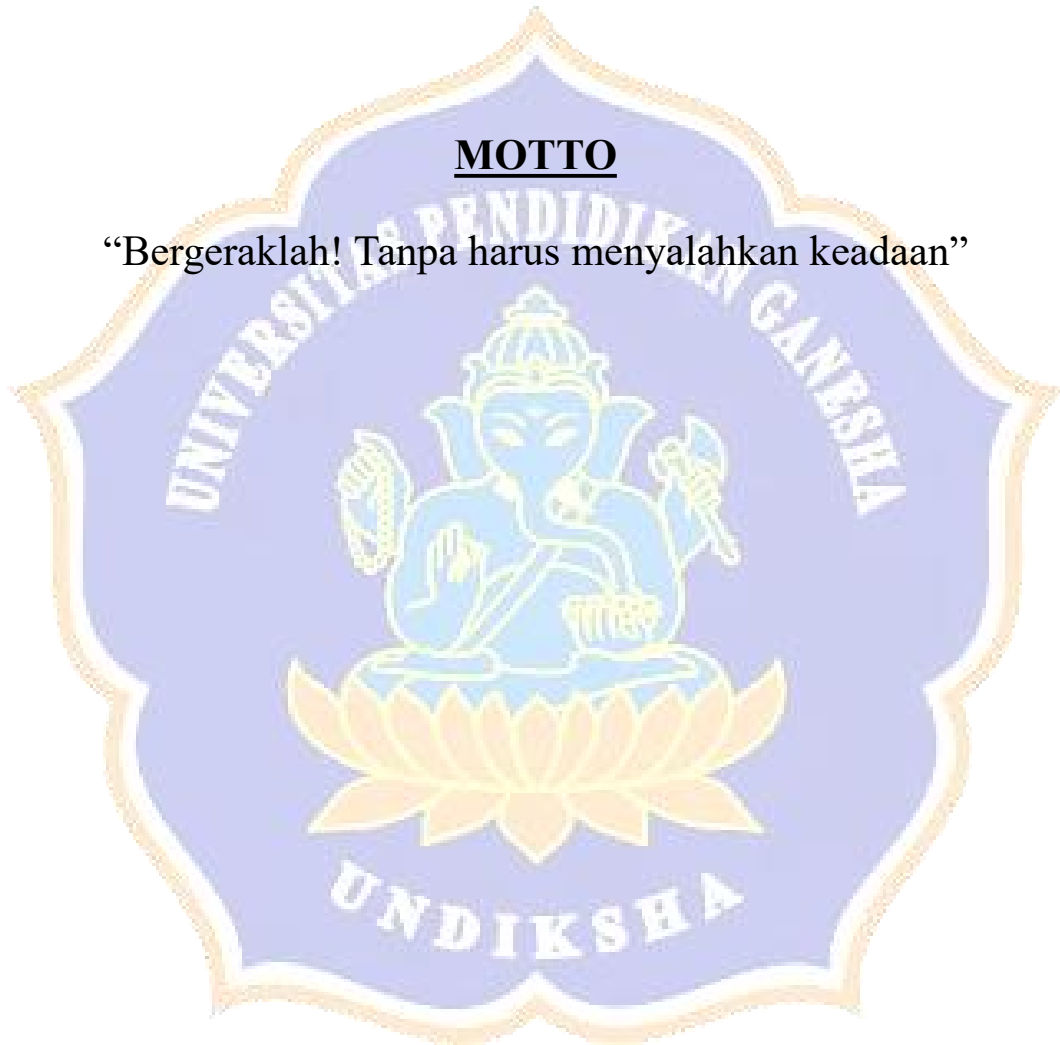 MOTTO
“Bergeraklah! Tanpa harus menyalahkan keadaan”
UNIVERSITAS PENDIDIKAN GANESHA
UNDIKSHA